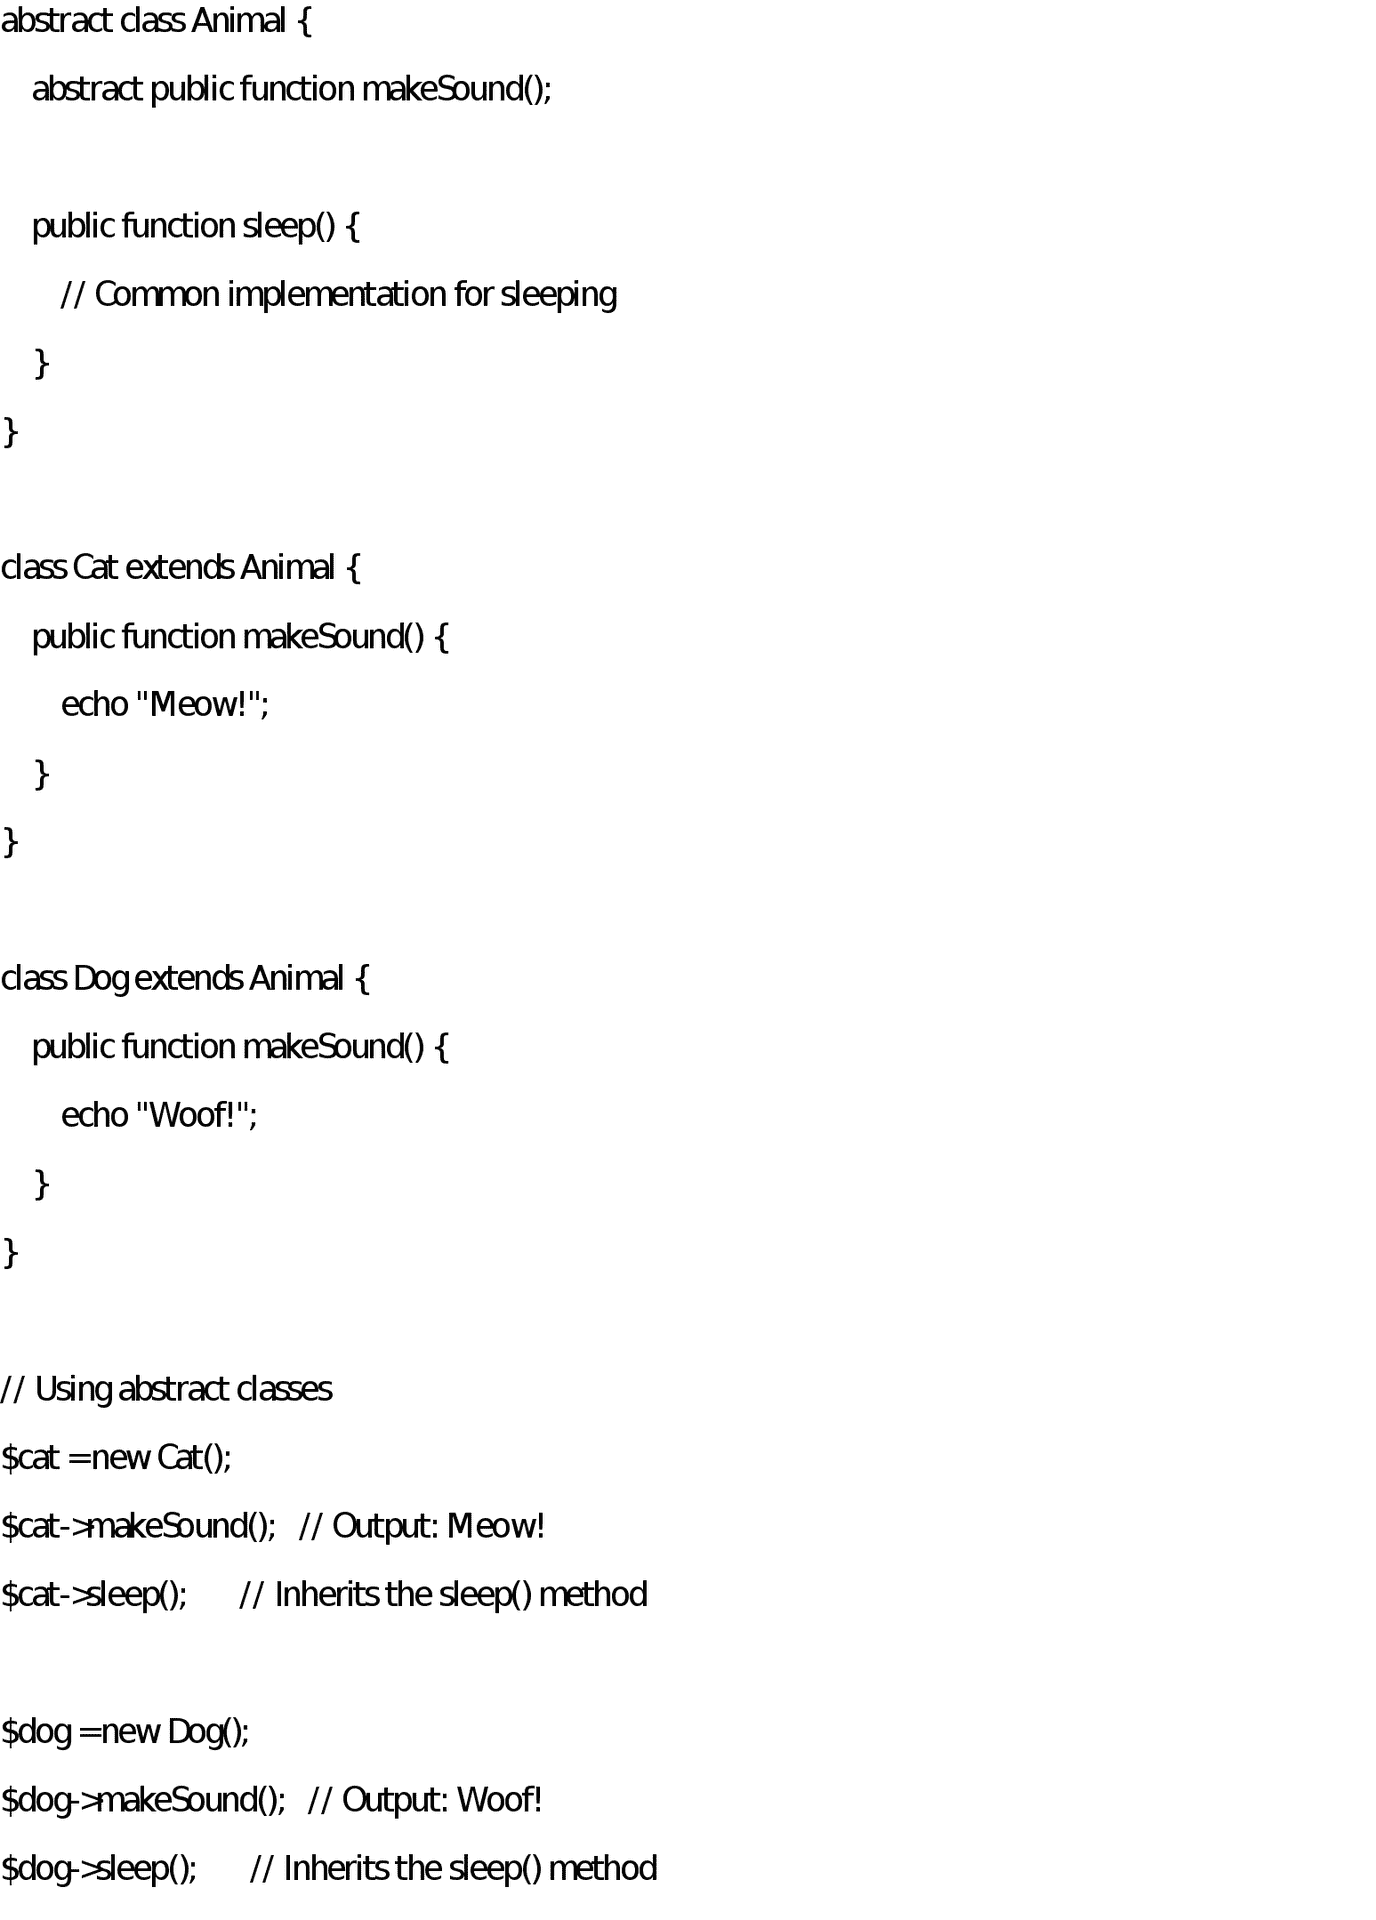 abstract class Animal {
    abstract public function makeSound();

    public function sleep() {
        // Common implementation for sleeping
    }
}

class Cat extends Animal {
    public function makeSound() {
        echo "Meow!";
    }
}

class Dog extends Animal {
    public function makeSound() {
        echo "Woof!";
    }
}

// Using abstract classes
$cat = new Cat();
$cat->makeSound();   // Output: Meow!
$cat->sleep();       // Inherits the sleep() method

$dog = new Dog();
$dog->makeSound();   // Output: Woof!
$dog->sleep();       // Inherits the sleep() method